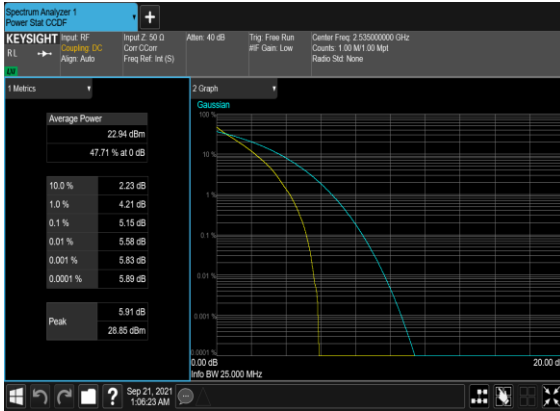 Spectrum Analyzer 1
Power Stat CCDF
KEYSIGHT
RL
Input: RF
Coupling: DC
Align: Auto
Input Z: 50 Ω
Corr CCorr
Freq Ref: Int (S)
Atten: 40 dB
Trig: Free Run
#IF Gain: Low
Center Freq: 2.535000000 GHz
Counts: 1.00 M/1.00 Mpt
Radio Std: None
1 Metrics
Average Power
22.94 dBm
47.71 % at 0 dB
10.0 % 2.23 dB
1.0 % 4.21 dB
0.1 % 5.15 dB
0.01 % 5.58 dB
0.001 % 5.83 dB
0.0001 % 5.89 dB
Peak
5.91 dB
28.85 dBm
2 Graph
Gaussian
100 %
10 %
1 %
0.1 %
0.01 %
0.001 %
0.0001 %
0.00 dB
20.00 d
Info BW 25.000 MHz
Sep 21, 2021
1:06:23 AM